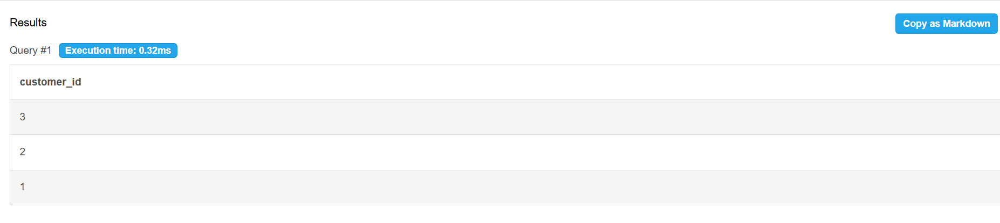 Results
Copy as Markdown
Query #1 Execution time: 0.32ms
customer_id
3
2
1